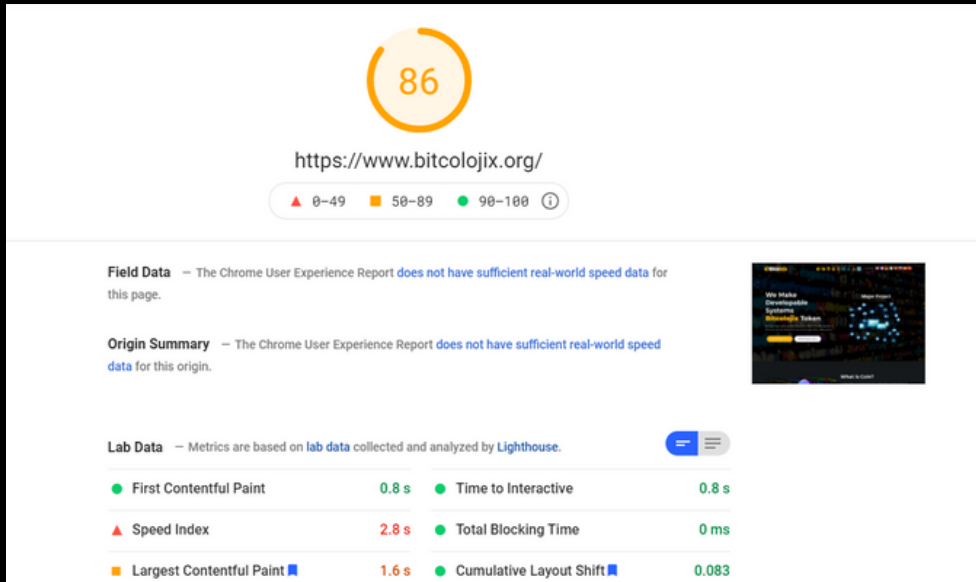 86
https://www.bitcolojix.org/
0–49 50–89 90–100
Field Data — The Chrome User Experience Report does not have sufficient real-world speed data for
this page.
Origin Summary — The Chrome User Experience Report does not have sufficient real-world speed
data for this origin.
We Make
Developable
Systems
Bitcolojix Token
Major Project
What is Coin?
Lab Data — Metrics are based on lab data collected and analyzed by Lighthouse.
First Contentful Paint 0.8 s Time to Interactive 0.8 s
Speed Index 2.8 s Total Blocking Time 0 ms
Largest Contentful Paint 1.6 s Cumulative Layout Shift 0.083